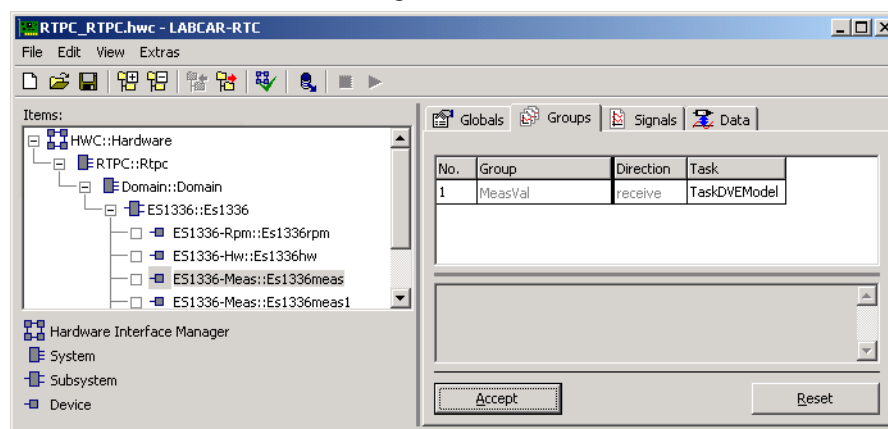 RTPC_RTPC.hwc - LABCAR-RTC
File Edit View Extras
Items:
HWC::Hardware
RTPC::Rtpc
Domain::Domain
ES1336::Es1336
ES1336-Rpm::Es1336rpm
ES1336-Hw::Es1336hw
ES1336-Meas::Es1336meas
ES1336-Meas::Es1336meas1
Hardware Interface Manager
System
Subsystem
Device
Globals Groups Signals Data
No. Group Direction Task
1 MeasVal receive TaskDVEModel
Accept Reset